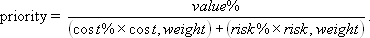 priority = value% / (cost% × cost, weight) + (risk% × risk, weight).